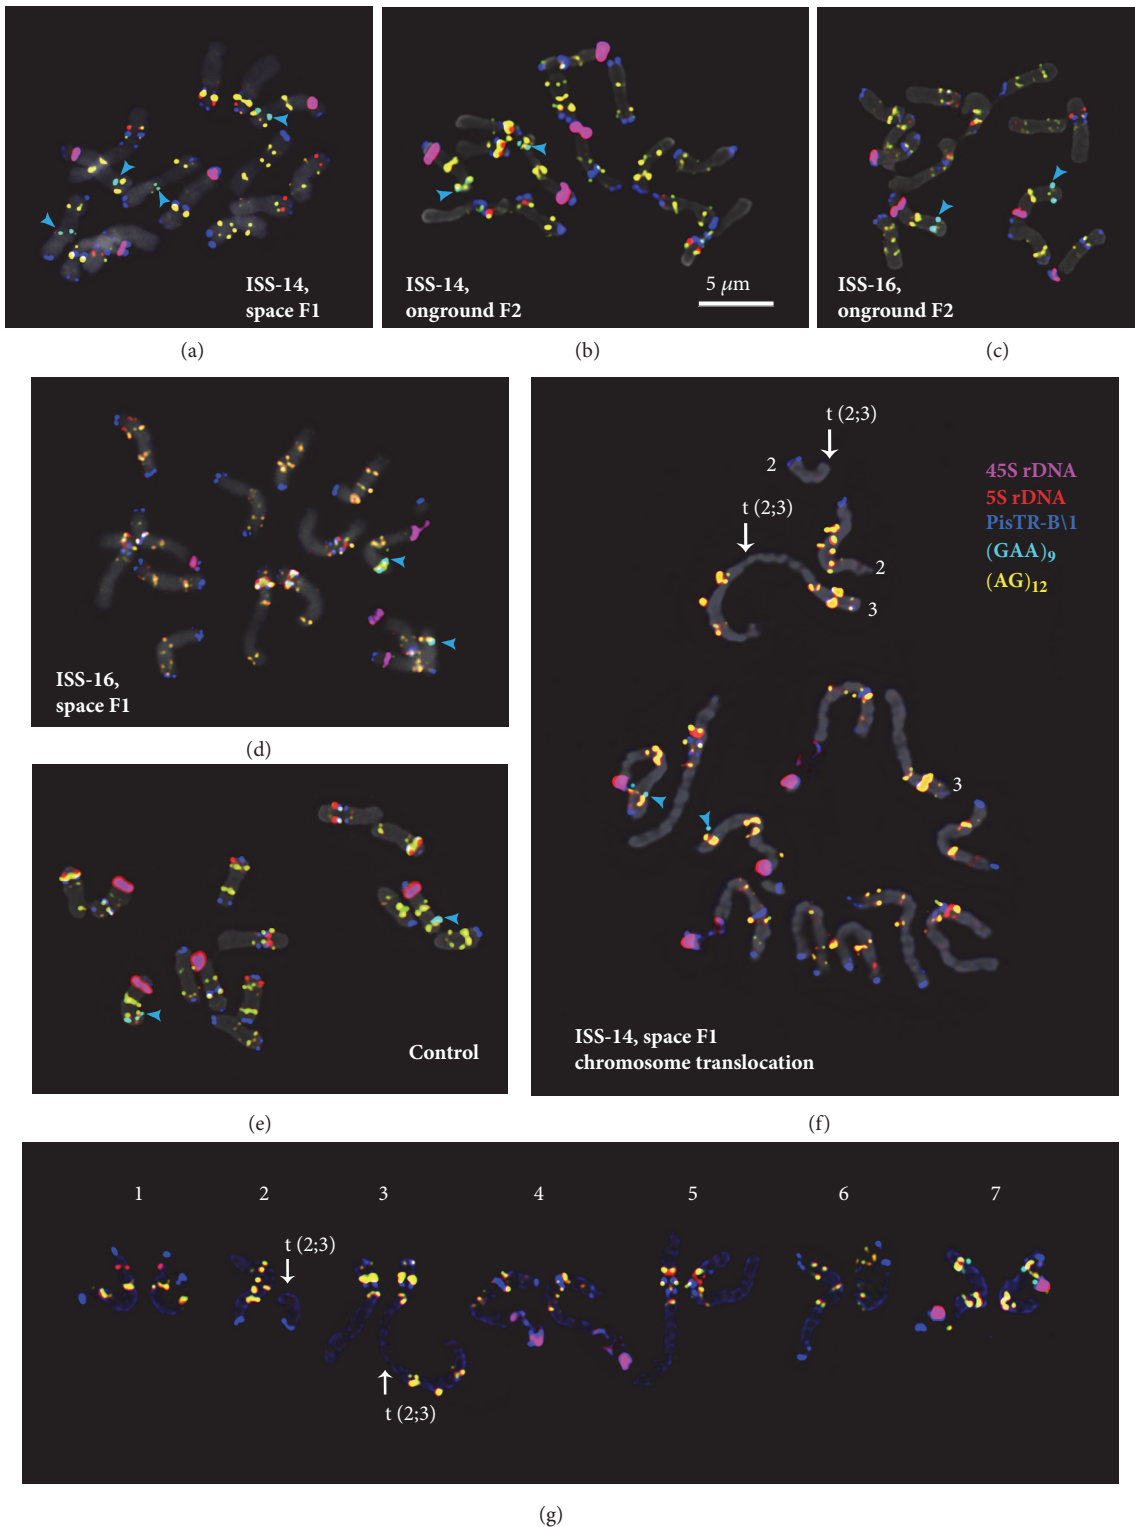 ISS-14,
space F1
(a)
ISS-14,
onground F2
5 μm
(b)
ISS-16,
onground F2
(c)
ISS-16,
space F1
(d)
Control
(e)
t (2;3)
2
t (2;3)
2
3
3
45S rDNA
5S rDNA
PisTR-B\1
(GAA)9
(AG)12
ISS-14, space F1
chromosome translocation
(f)
1 2 3 4 5 6 7
t (2;3)
t (2;3)
(g)